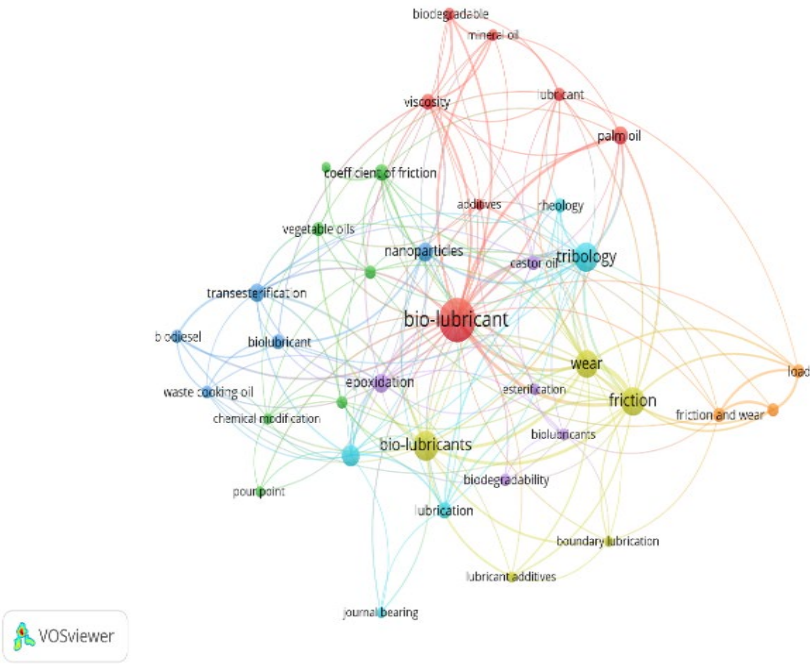 biodegradable
mineral oil
viscosity
lubricant
palm oil
coefficient of friction
additives
rheology
vegetable oils
nanoparticles
castor oil
tribology
transesterification
bio-lubricant
biodiesel
biolubricant
wear
load
epoxidation
esterification
waste cooking oil
friction
friction and wear
chemical modification
bio-lubricants
biolubricants
biodegradability
pour point
lubrication
boundary lubrication
lubricant additives
journal bearing
VOSviewer